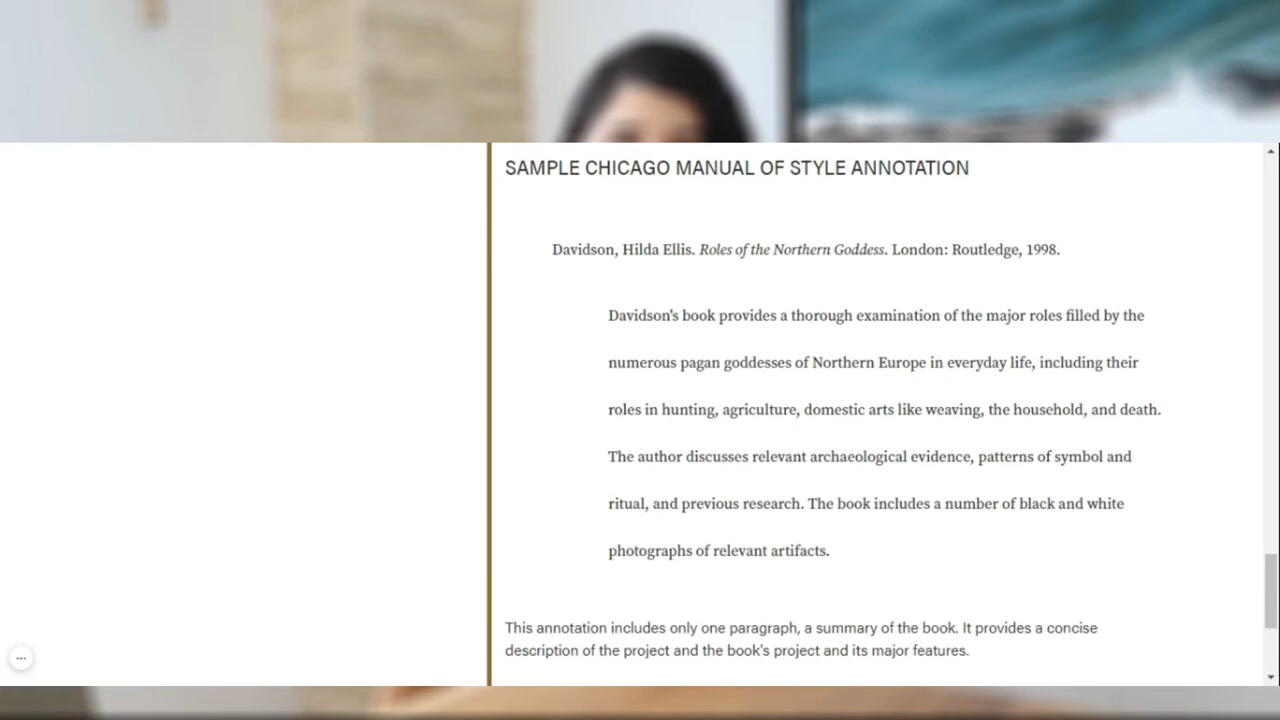 SAMPLE CHICAGO MANUAL OF STYLE ANNOTATION
Davidson, Hilda Ellis. Roles of the Northern Goddess. London: Routledge, 1998.
Davidson's book provides a thorough examination of the major roles filled by the
numerous pagan goddesses of Northern Europe in everyday life, including their
roles in hunting, agriculture, domestic arts like weaving, the household, and death.
The author discusses relevant archaeological evidence, patterns of symbol and
ritual, and previous research. The book includes a number of black and white
photographs of relevant artifacts.
This annotation includes only one paragraph, a summary of the book. It provides a concise
description of the project and the book's project and its major features.